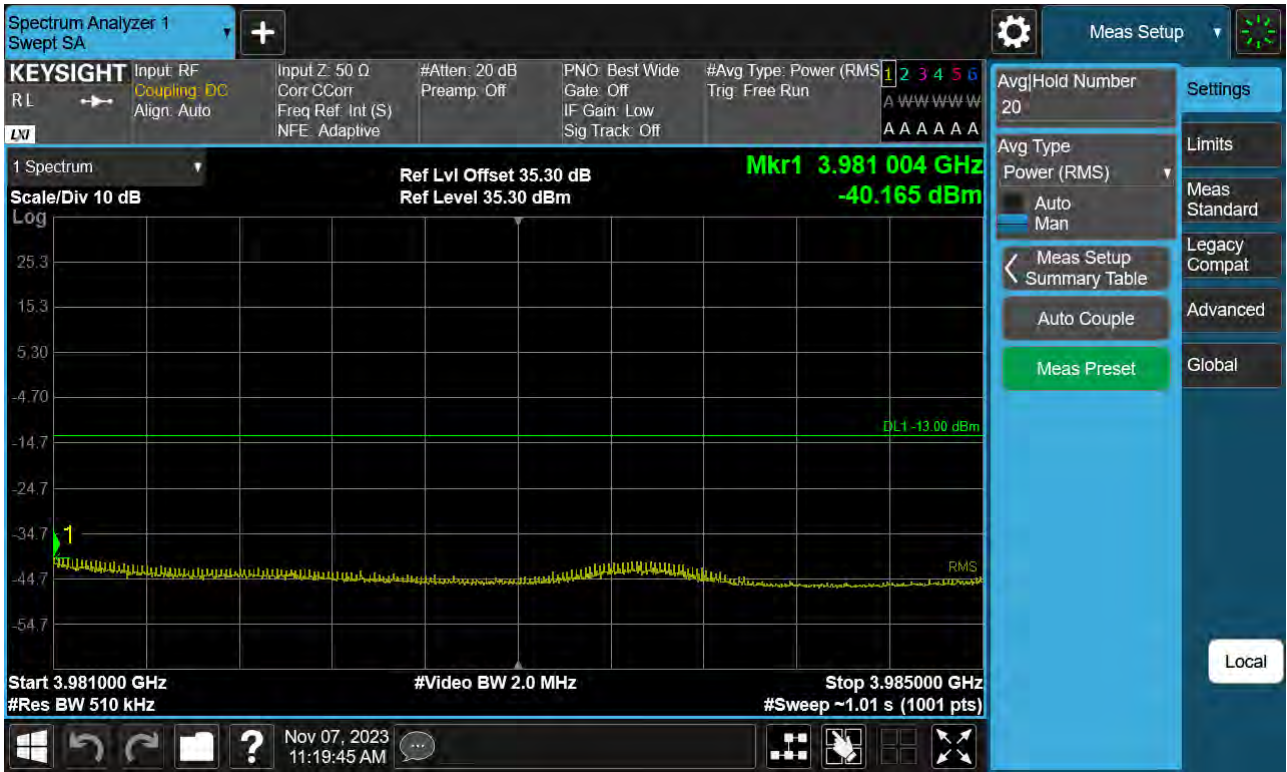 Spectrum Analyzer 1
Swept SA
+
Meas Setup
KEYSIGHT
RL
LXI
Input: RF
Coupling: DC
Align: Auto
Input Z: 50 Ω
Corr CCorr
Freq Ref: Int (S)
NFE: Adaptive
#Atten: 20 dB
Preamp: Off
PNO: Best Wide
Gate: Off
IF Gain: Low
Sig Track: Off
#Avg Type: Power (RMS
Trig: Free Run
1 2 3 4 5 6
A W W W W W
A A A A A A
1 Spectrum
Scale/Div 10 dB
Log
Ref Lvl Offset 35.30 dB
Ref Level 35.30 dBm
Mkr1 3.981 004 GHz
-40.165 dBm
25.3
15.3
5.30
-4.70
-14.7
-24.7
-34.7
-44.7
-54.7
DL1 -13.00 dBm
1
RMS
Start 3.981000 GHz
#Res BW 510 kHz
#Video BW 2.0 MHz
Stop 3.985000 GHz
#Sweep ~1.01 s (1001 pts)
Avg|Hold Number
20
Avg Type
Power (RMS)
Auto
Man
Meas Setup
Summary Table
Auto Couple
Meas Preset
Settings
Limits
Meas
Standard
Legacy
Compat
Advanced
Global
Local
?
Nov 07, 2023
11:19:45 AM